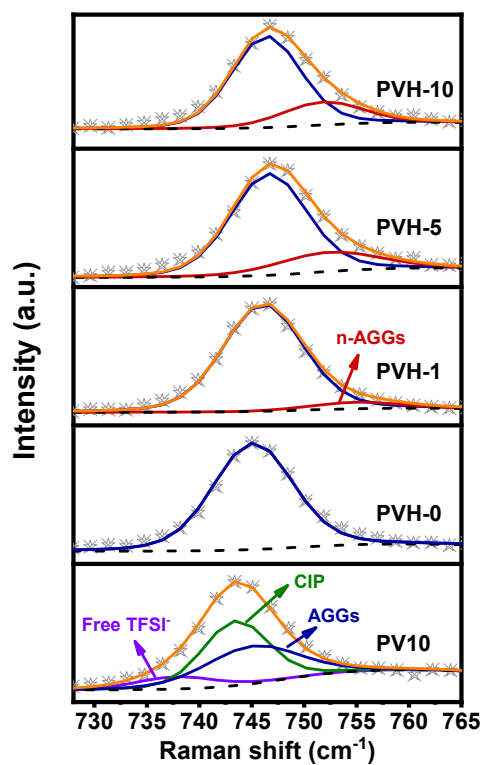 PVH-10
PVH-5
n-AGGs
PVH-1
PVH-0
CIP
Free TFSI⁻
AGGs
PV10
730 735 740 745 750 755 760 765
Raman shift (cm⁻¹)
Intensity (a.u.)